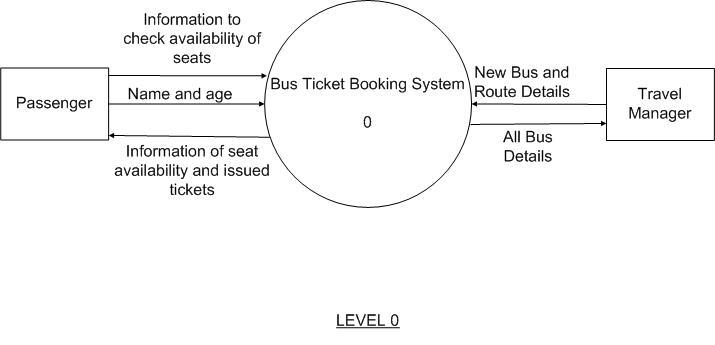 Information to
check availability of
seats
Passenger
Name and age
Information of seat
availability and issued
tickets
Bus Ticket Booking System
0
New Bus and
Route Details
All Bus
Details
Travel
Manager
LEVEL 0